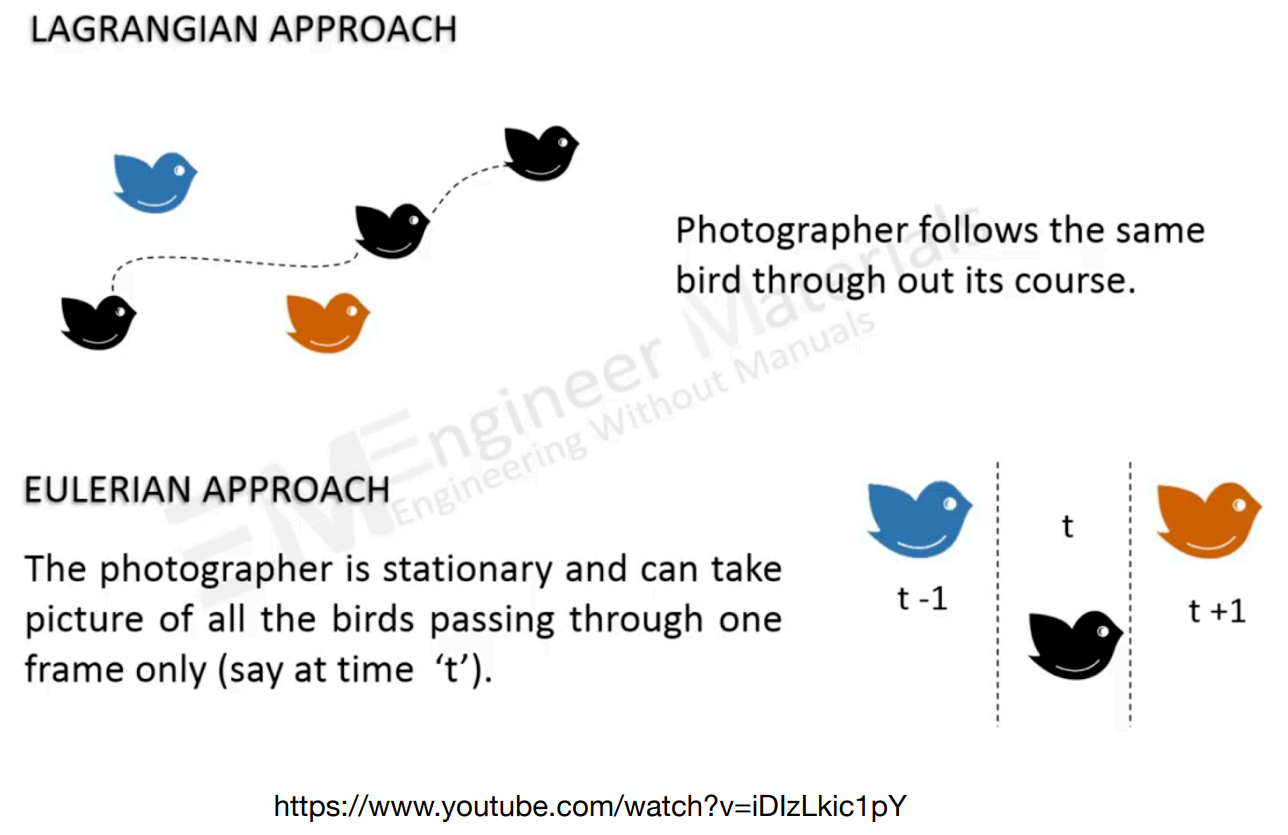 LAGRANGIAN APPROACH
Photographer follows the same
bird through out its course.
Engineer Materials
Engineering Without Manuals
EULERIAN APPROACH
The photographer is stationary and can take
picture of all the birds passing through one
frame only (say at time ‘t’).
t
t -1
t +1
https://www.youtube.com/watch?v=iDIzLkic1pY